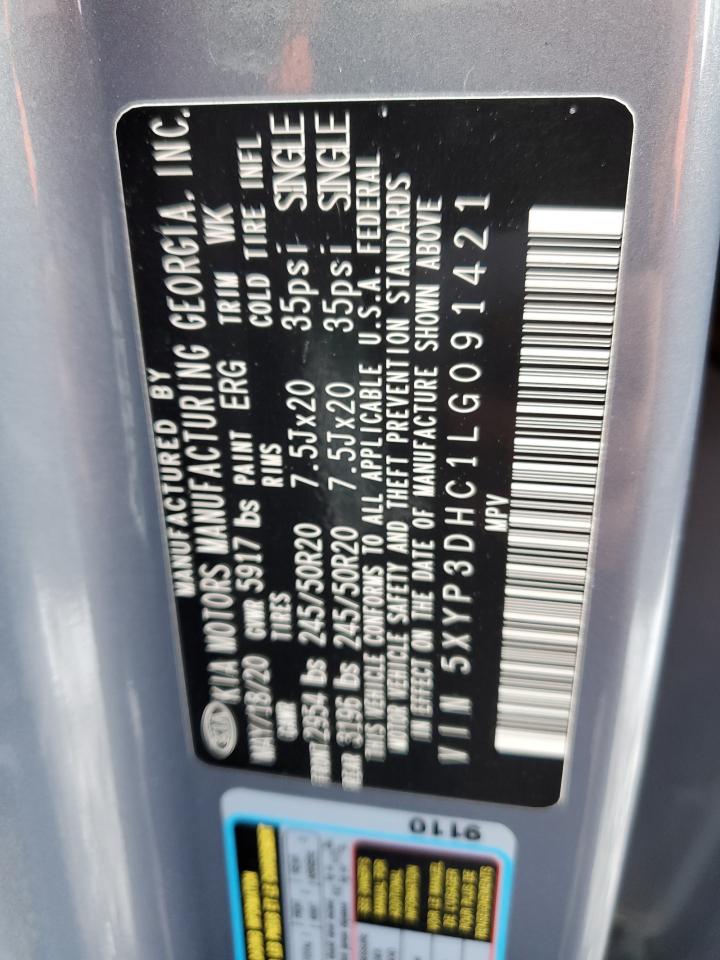 MANUFACTURED BY
KIA KIA MOTORS MANUFACTURING GEORGIA, INC.
MAY/18/20 GVWR 5917 lbs PAINT ERG TRIM WK
GAWR TIRES RIMS COLD TIRE INFL
FRONT 2954 lbs 245/50R20 7.5Jx20 35psi SINGLE
REAR 3196 lbs 245/50R20 7.5Jx20 35psi SINGLE
THIS VEHICLE CONFORMS TO ALL APPLICABLE U.S.A. FEDERAL
MOTOR VEHICLE SAFETY AND THEFT PREVENTION STANDARDS
IN EFFECT ON THE DATE OF MANUFACTURE SHOWN ABOVE
VIN 5XYP3DHC1LG091421
MPV
9110